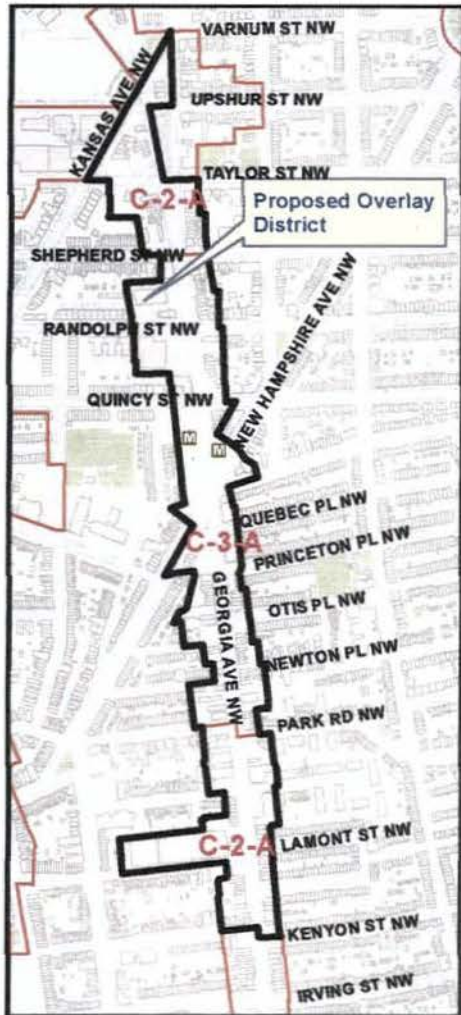 VARNUM ST NW
KANSAS AVE NW
UPSHUR ST NW
TAYLOR ST NW
C-2-A
Proposed Overlay
District
SHEPHERD ST NW
RANDOLPH ST NW
NEW HAMPSHIRE AVE NW
QUINCY ST NW
M
M
QUEBEC PL NW
C-3-A
PRINCETON PL NW
GEORGIA AVE NW
OTIS PL NW
NEWTON PL NW
PARK RD NW
C-2-A
LAMONT ST NW
KENYON ST NW
IRVING ST NW